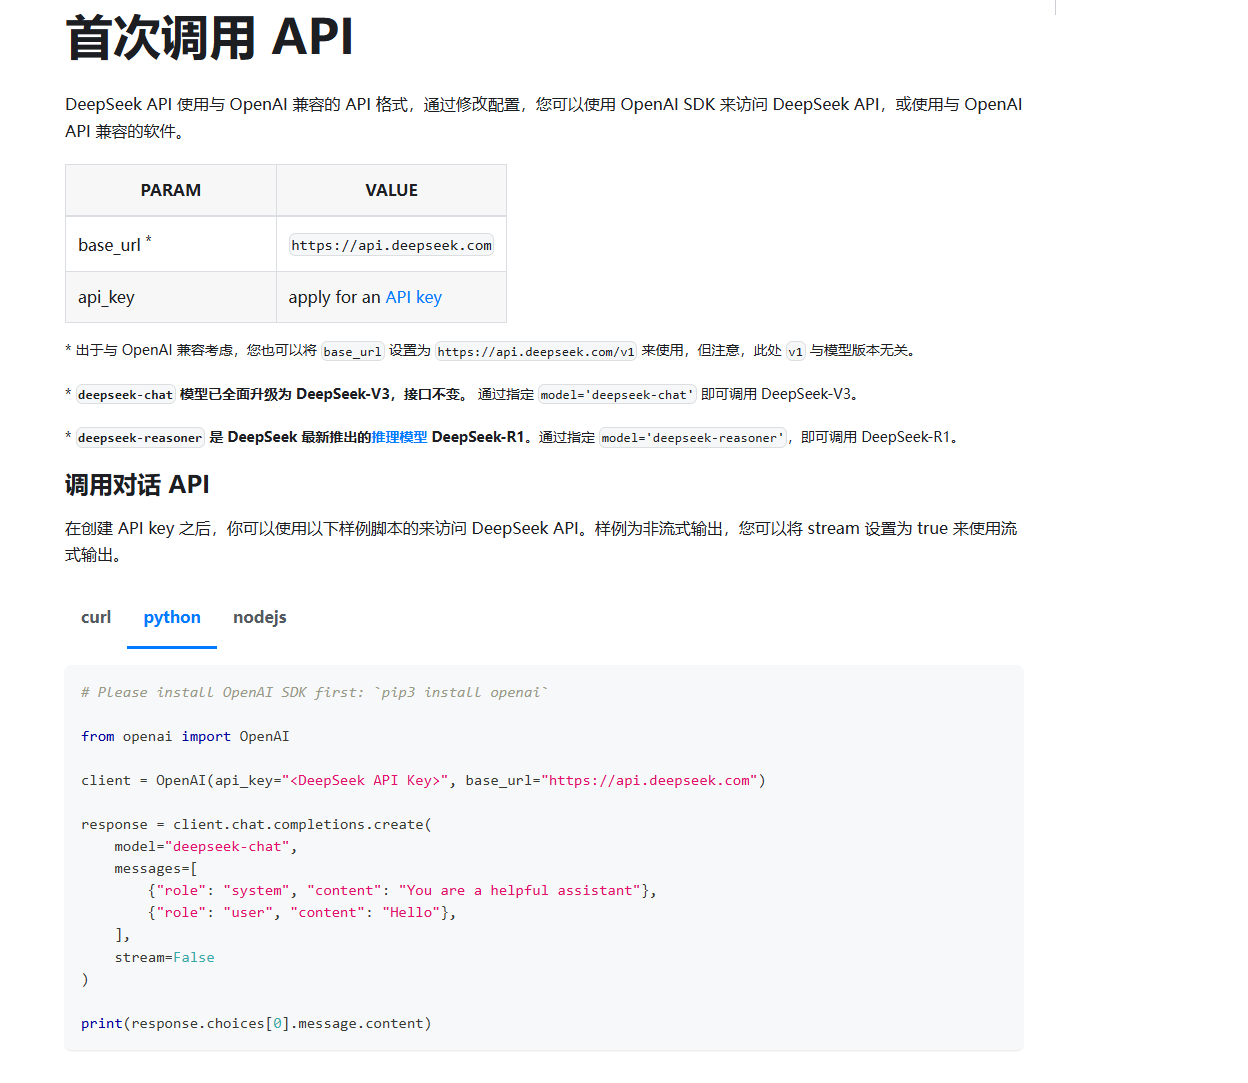 首次调用 API
DeepSeek API 使用与 OpenAI 兼容的 API 格式，通过修改配置，您可以使用 OpenAI SDK 来访问 DeepSeek API，或使用与 OpenAI
API 兼容的软件。
PARAM VALUE
base_url * https://api.deepseek.com
api_key apply for an API key
* 出于与 OpenAI 兼容考虑，您也可以将 base_url 设置为 https://api.deepseek.com/v1 来使用，但注意，此处 v1 与模型版本无关。
* deepseek-chat 模型已全面升级为 DeepSeek-V3，接口不变。 通过指定 model='deepseek-chat' 即可调用 DeepSeek-V3。
* deepseek-reasoner 是 DeepSeek 最新推出的推理模型 DeepSeek-R1。通过指定 model='deepseek-reasoner'，即可调用 DeepSeek-R1。
调用对话 API
在创建 API key 之后，你可以使用以下样例脚本的来访问 DeepSeek API。样例为非流式输出，您可以将 stream 设置为 true 来使用流
式输出。
curl python nodejs
# Please install OpenAI SDK first: `pip3 install openai`
from openai import OpenAI
client = OpenAI(api_key="<DeepSeek API Key>", base_url="https://api.deepseek.com")
response = client.chat.completions.create(
    model="deepseek-chat",
    messages=[
        {"role": "system", "content": "You are a helpful assistant"},
        {"role": "user", "content": "Hello"},
    ],
    stream=False
)
print(response.choices[0].message.content)